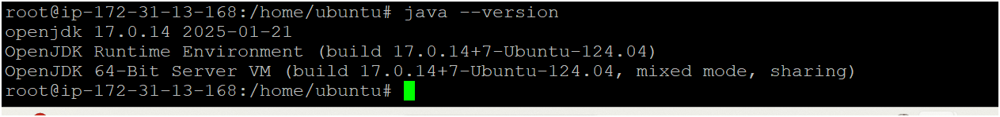 root@ip-172-31-13-168:/home/ubuntu# java --version
openjdk 17.0.14 2025-01-21
OpenJDK Runtime Environment (build 17.0.14+7-Ubuntu-124.04)
OpenJDK 64-Bit Server VM (build 17.0.14+7-Ubuntu-124.04, mixed mode, sharing)
root@ip-172-31-13-168:/home/ubuntu#